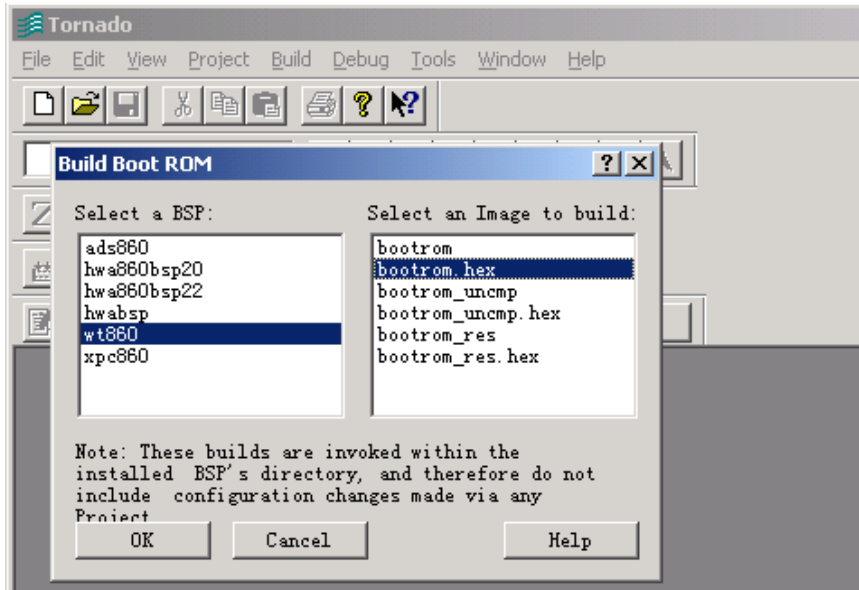 Tornado
File Edit View Project Build Debug Tools Window Help
Build Boot ROM
Select a BSP: Select an Image to build:
ads860 bootrom
hwa860bsp20 bootrom.hex
hwa860bsp22 bootrom_uncmp
hwabsp bootrom_uncmp.hex
wt860 bootrom_res
xpc860 bootrom_res.hex
Note: These builds are invoked within the
installed BSP's directory, and therefore do not
include configuration changes made via any
Project
OK Cancel Help